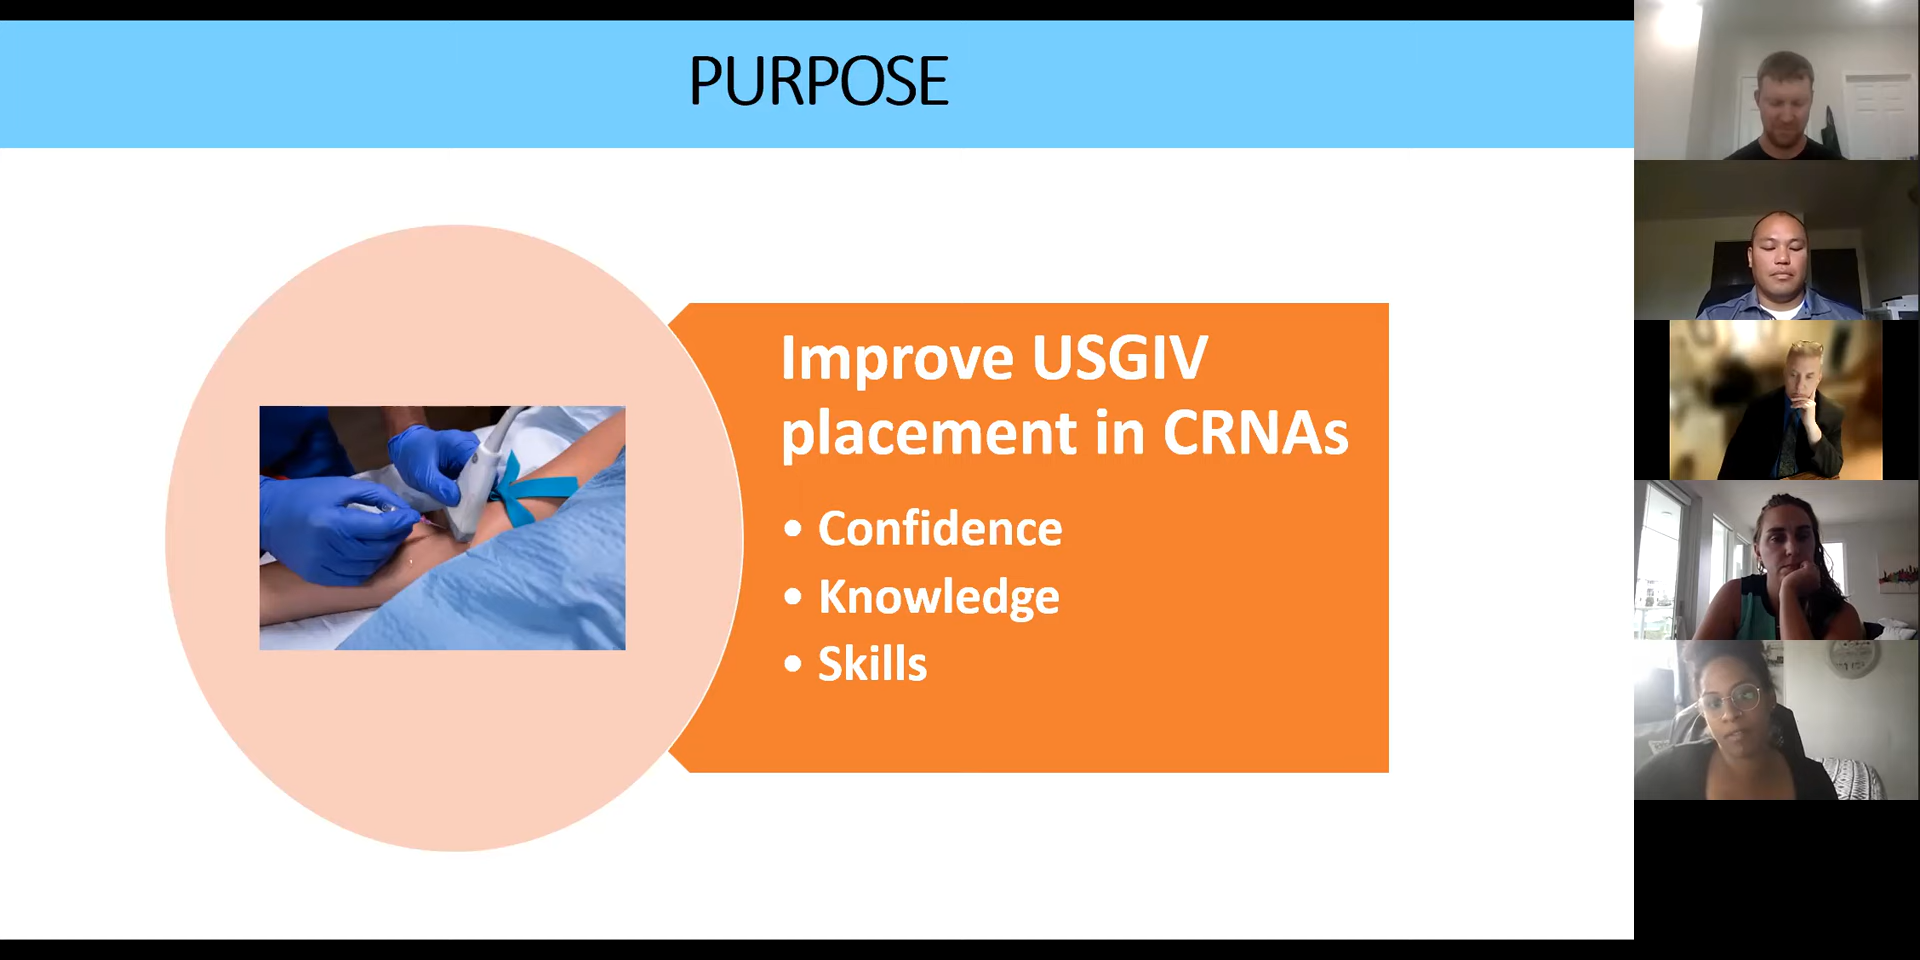 PURPOSE
Improve USGIV
placement in CRNAs
• Confidence
• Knowledge
• Skills